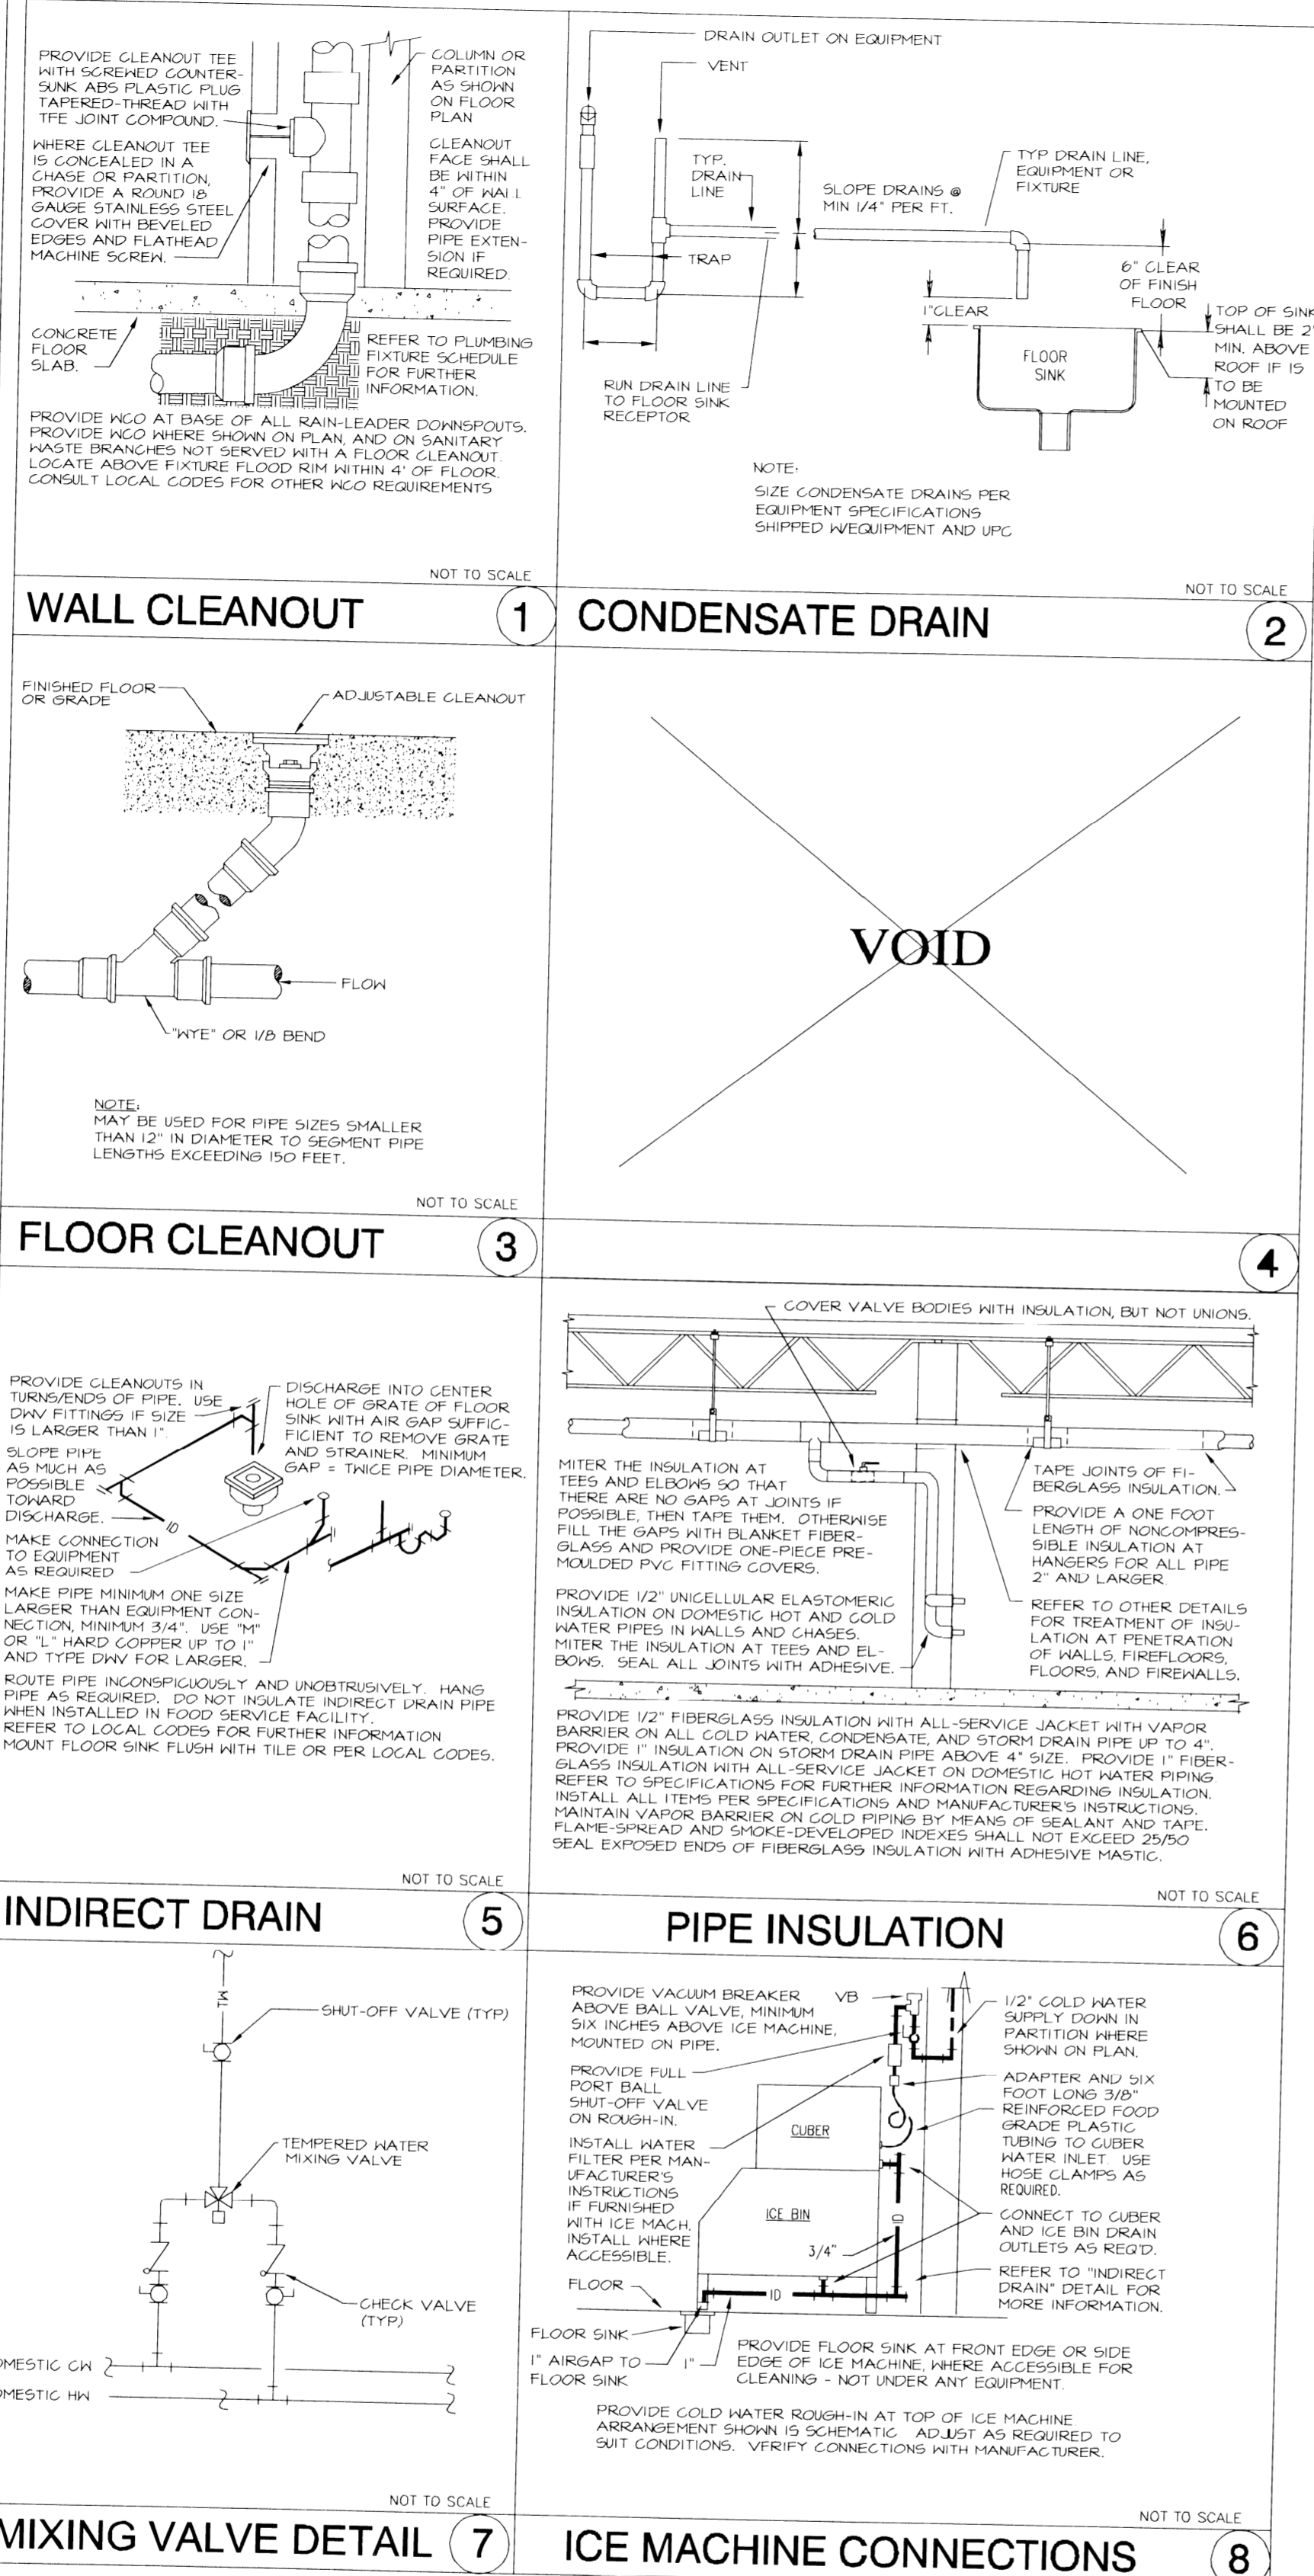 PROVIDE CLEANOUT TEE
WITH SCREWED COUNTER-
SUNK ABS PLASTIC PLUG
TAPERED-THREAD WITH
TFE JOINT COMPOUND.
WHERE CLEANOUT TEE
IS CONCEALED IN A
CHASE OR PARTITION,
PROVIDE A ROUND 18
GAUGE STAINLESS STEEL
COVER WITH BEVELED
EDGES AND FLATHEAD
MACHINE SCREW.
COLUMN OR
PARTITION
AS SHOWN
ON FLOOR
PLAN
CLEANOUT
FACE SHALL
BE WITHIN
4" OF WALL
SURFACE.
PROVIDE
PIPE EXTEN-
SION IF
REQUIRED.
CONCRETE
FLOOR
SLAB.
REFER TO PLUMBING
FIXTURE SCHEDULE
FOR FURTHER
INFORMATION.
PROVIDE WCO AT BASE OF ALL RAIN-LEADER DOWNSPOUTS.
PROVIDE WCO WHERE SHOWN ON PLAN, AND ON SANITARY
WASTE BRANCHES NOT SERVED WITH A FLOOR CLEANOUT.
LOCATE ABOVE FIXTURE FLOOD RIM WITHIN 4' OF FLOOR.
CONSULT LOCAL CODES FOR OTHER WCO REQUIREMENTS
NOT TO SCALE
WALL CLEANOUT 1
DRAIN OUTLET ON EQUIPMENT
VENT
TYP.
DRAIN
LINE
TRAP
SLOPE DRAINS @
MIN 1/4" PER FT.
TYP DRAIN LINE,
EQUIPMENT OR
FIXTURE
6" CLEAR
OF FINISH
FLOOR
1"CLEAR
FLOOR
SINK
TOP OF SINK
SHALL BE 2"
MIN. ABOVE
ROOF IF IS
TO BE
MOUNTED
ON ROOF
RUN DRAIN LINE
TO FLOOR SINK
RECEPTOR
NOTE:
SIZE CONDENSATE DRAINS PER
EQUIPMENT SPECIFICATIONS
SHIPPED W/EQUIPMENT AND UPC
NOT TO SCALE
CONDENSATE DRAIN 2
FINISHED FLOOR
OR GRADE
ADJUSTABLE CLEANOUT
FLOW
"WYE" OR 1/8 BEND
NOTE:
MAY BE USED FOR PIPE SIZES SMALLER
THAN 12" IN DIAMETER TO SEGMENT PIPE
LENGTHS EXCEEDING 150 FEET.
NOT TO SCALE
FLOOR CLEANOUT 3
VOID
4
PROVIDE CLEANOUTS IN
TURNS/ENDS OF PIPE. USE
DWV FITTINGS IF SIZE
IS LARGER THAN 1".
SLOPE PIPE
AS MUCH AS
POSSIBLE
TOWARD
DISCHARGE.
MAKE CONNECTION
TO EQUIPMENT
AS REQUIRED
MAKE PIPE MINIMUM ONE SIZE
LARGER THAN EQUIPMENT CON-
NECTION, MINIMUM 3/4". USE "M"
OR "L" HARD COPPER UP TO 1"
AND TYPE DWV FOR LARGER.
DISCHARGE INTO CENTER
HOLE OF GRATE OF FLOOR
SINK WITH AIR GAP SUFFIC-
FICIENT TO REMOVE GRATE
AND STRAINER. MINIMUM
GAP = TWICE PIPE DIAMETER.
ID
ROUTE PIPE INCONSPICUOUSLY AND UNOBTRUSIVELY. HANG
PIPE AS REQUIRED. DO NOT INSULATE INDIRECT DRAIN PIPE
WHEN INSTALLED IN FOOD SERVICE FACILITY.
REFER TO LOCAL CODES FOR FURTHER INFORMATION
MOUNT FLOOR SINK FLUSH WITH TILE OR PER LOCAL CODES.
NOT TO SCALE
INDIRECT DRAIN 5
COVER VALVE BODIES WITH INSULATION, BUT NOT UNIONS.
MITER THE INSULATION AT
TEES AND ELBOWS SO THAT
THERE ARE NO GAPS AT JOINTS IF
POSSIBLE, THEN TAPE THEM. OTHERWISE
FILL THE GAPS WITH BLANKET FIBER-
GLASS AND PROVIDE ONE-PIECE PRE-
MOULDED PVC FITTING COVERS.
PROVIDE 1/2" UNICELLULAR ELASTOMERIC
INSULATION ON DOMESTIC HOT AND COLD
WATER PIPES IN WALLS AND CHASES.
MITER THE INSULATION AT TEES AND EL-
BOWS. SEAL ALL JOINTS WITH ADHESIVE.
TAPE JOINTS OF FI-
BERGLASS INSULATION.
PROVIDE A ONE FOOT
LENGTH OF NONCOMPRES-
SIBLE INSULATION AT
HANGERS FOR ALL PIPE
2" AND LARGER.
REFER TO OTHER DETAILS
FOR TREATMENT OF INSU-
LATION AT PENETRATION
OF WALLS, FIREFLOORS,
FLOORS, AND FIREWALLS.
PROVIDE 1/2" FIBERGLASS INSULATION WITH ALL-SERVICE JACKET WITH VAPOR
BARRIER ON ALL COLD WATER, CONDENSATE, AND STORM DRAIN PIPE UP TO 4".
PROVIDE 1" INSULATION ON STORM DRAIN PIPE ABOVE 4" SIZE. PROVIDE 1" FIBER-
GLASS INSULATION WITH ALL-SERVICE JACKET ON DOMESTIC HOT WATER PIPING.
REFER TO SPECIFICATIONS FOR FURTHER INFORMATION REGARDING INSULATION.
INSTALL ALL ITEMS PER SPECIFICATIONS AND MANUFACTURER'S INSTRUCTIONS.
MAINTAIN VAPOR BARRIER ON COLD PIPING BY MEANS OF SEALANT AND TAPE.
FLAME-SPREAD AND SMOKE-DEVELOPED INDEXES SHALL NOT EXCEED 25/50
SEAL EXPOSED ENDS OF FIBERGLASS INSULATION WITH ADHESIVE MASTIC.
NOT TO SCALE
PIPE INSULATION 6
TM
SHUT-OFF VALVE (TYP)
TEMPERED WATER
MIXING VALVE
CHECK VALVE
(TYP)
OMESTIC CW
OMESTIC HW
NOT TO SCALE
MIXING VALVE DETAIL 7
PROVIDE VACUUM BREAKER
ABOVE BALL VALVE, MINIMUM
SIX INCHES ABOVE ICE MACHINE,
MOUNTED ON PIPE.
VB
PROVIDE FULL
PORT BALL
SHUT-OFF VALVE
ON ROUGH-IN.
INSTALL WATER
FILTER PER MAN-
UFACTURER'S
INSTRUCTIONS
IF FURNISHED
WITH ICE MACH.
INSTALL WHERE
ACCESSIBLE.
CUBER
ICE BIN
3/4"
ID
ID
1/2" COLD WATER
SUPPLY DOWN IN
PARTITION WHERE
SHOWN ON PLAN.
ADAPTER AND SIX
FOOT LONG 3/8"
REINFORCED FOOD
GRADE PLASTIC
TUBING TO CUBER
WATER INLET. USE
HOSE CLAMPS AS
REQUIRED.
CONNECT TO CUBER
AND ICE BIN DRAIN
OUTLETS AS REQ'D.
REFER TO "INDIRECT
DRAIN" DETAIL FOR
MORE INFORMATION.
FLOOR
FLOOR SINK
1" AIRGAP TO
FLOOR SINK
1"
PROVIDE FLOOR SINK AT FRONT EDGE OR SIDE
EDGE OF ICE MACHINE, WHERE ACCESSIBLE FOR
CLEANING - NOT UNDER ANY EQUIPMENT.
PROVIDE COLD WATER ROUGH-IN AT TOP OF ICE MACHINE
ARRANGEMENT SHOWN IS SCHEMATIC. ADJUST AS REQUIRED TO
SUIT CONDITIONS. VERIFY CONNECTIONS WITH MANUFACTURER.
NOT TO SCALE
ICE MACHINE CONNECTIONS 8